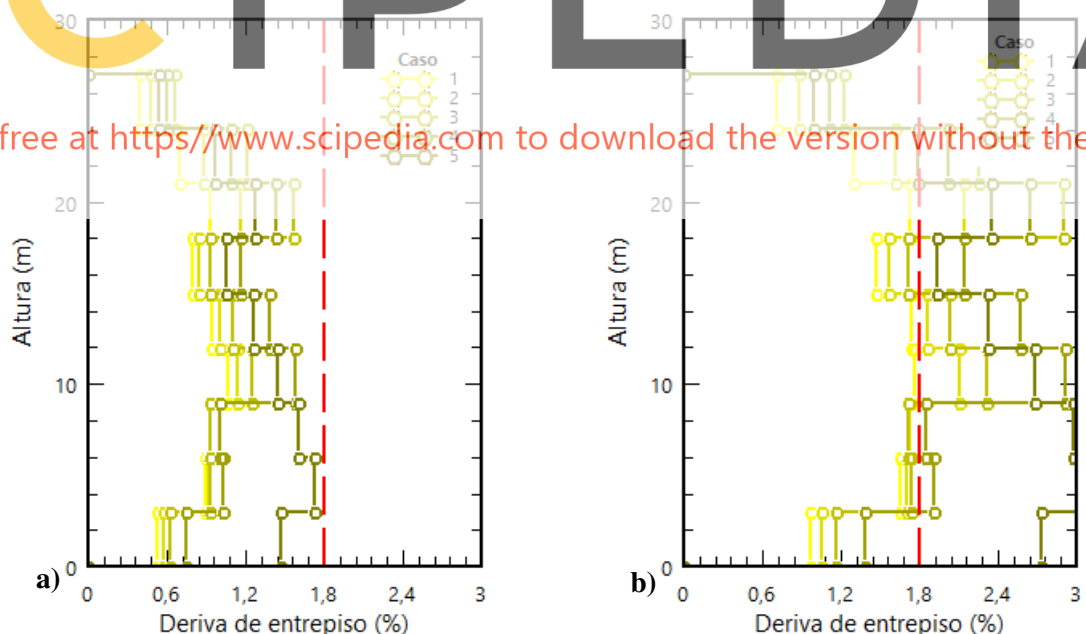 CIPEDIA
free at https://www.scipedia.com to download the version without the
a)
Altura (m)
30
20
10
0
0 0,6 1,2 1,8 2,4 3
Deriva de entrepiso (%)
Caso
1
2
3
4
5
b)
Altura (m)
30
20
10
0
0 0,6 1,2 1,8 2,4 3
Deriva de entrepiso (%)
Caso
1
2
3
4